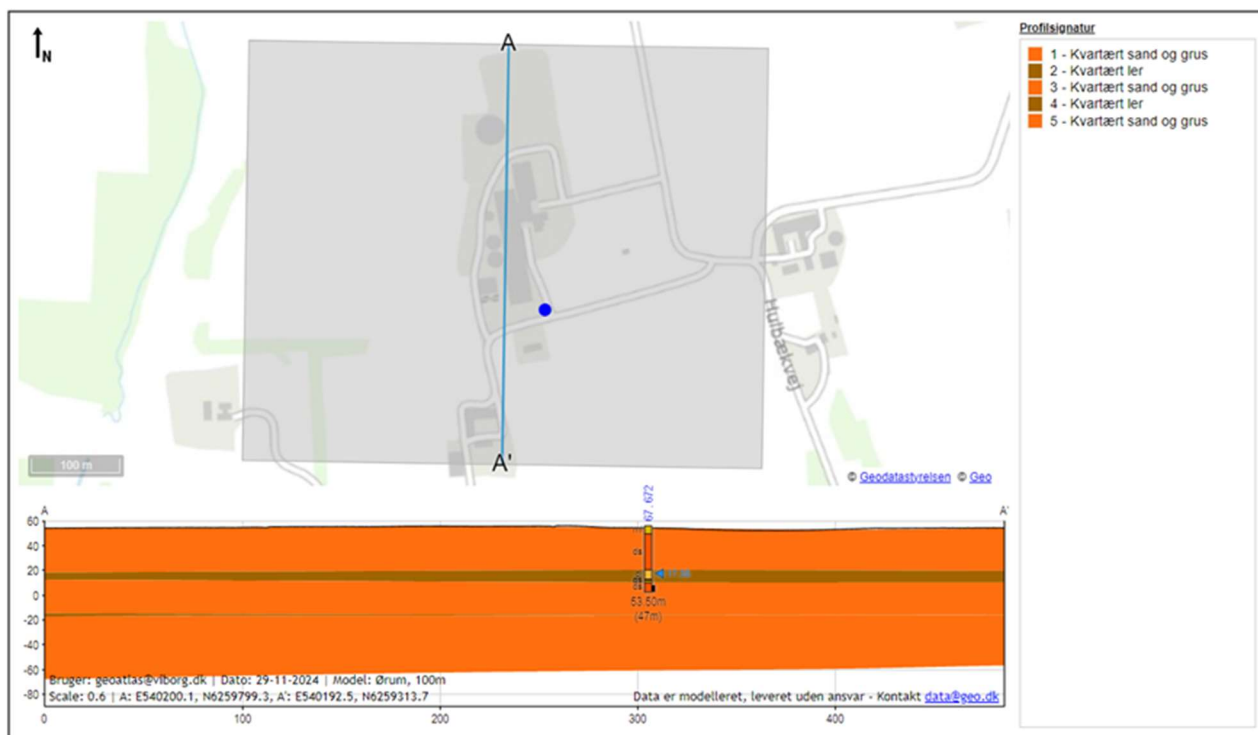 N
A
A'
Hulbækvej
100 m
© Geodatastyrelsen © Geo
Profilsignatur
1 - Kvartært sand og grus
2 - Kvartært ler
3 - Kvartært sand og grus
4 - Kvartært ler
5 - Kvartært sand og grus
A
A'
67.672
60
40
20
0
-20
-40
-60
-80
ds
53.50m
(47m)
Bruger: geoatlas@viborg.dk | Dato: 29-11-2024 | Model: Ørum, 100m
Scale: 0.6 | A: E540200.1, N6259799.3, A': E540192.5, N6259313.7
Data er modelleret, leveret uden ansvar - Kontakt data@geo.dk
0
100
200
300
400